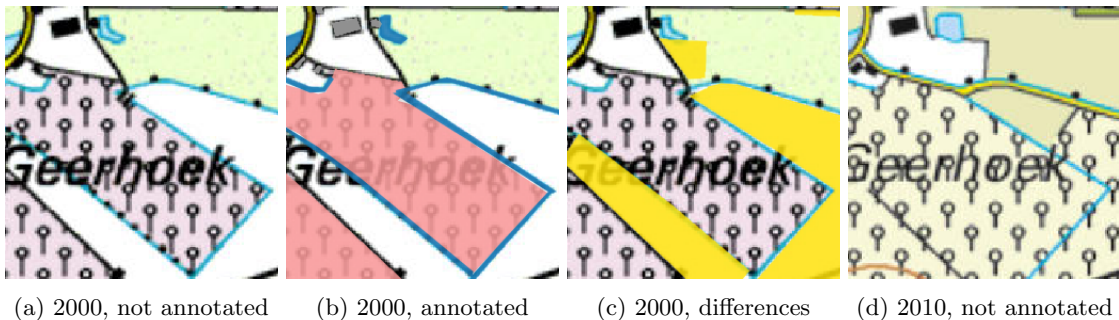 Geerhoek Geerhoek Geerhoek Geerhoek
(a) 2000, not annotated (b) 2000, annotated (c) 2000, differences (d) 2010, not annotated